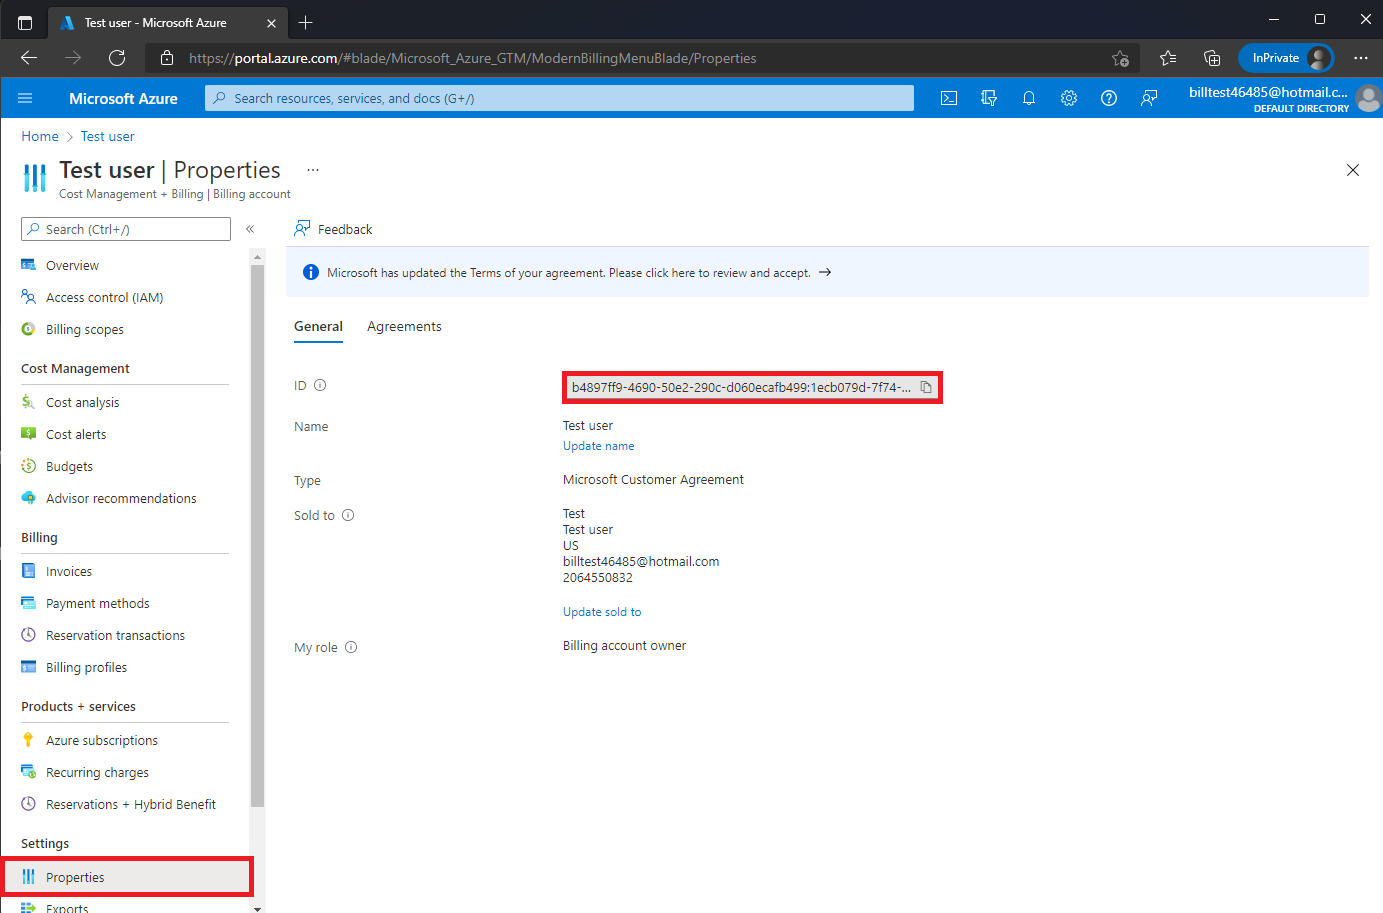 Test user - Microsoft Azure
https://portal.azure.com/#blade/Microsoft_Azure_GTM/ModernBillingMenuBlade/Properties
InPrivate
Microsoft Azure
Search resources, services, and docs (G+/)
billtest46485@hotmail.c...
DEFAULT DIRECTORY
Home > Test user
Test user | Properties ...
Cost Management + Billing | Billing account
Search (Ctrl+/)
«
Overview
Access control (IAM)
Billing scopes
Cost Management
Cost analysis
Cost alerts
Budgets
Advisor recommendations
Billing
Invoices
Payment methods
Reservation transactions
Billing profiles
Products + services
Azure subscriptions
Recurring charges
Reservations + Hybrid Benefit
Settings
Properties
Exports
Feedback
Microsoft has updated the Terms of your agreement. Please click here to review and accept. →
General Agreements
ID
b4897ff9-4690-50e2-290c-d060ecafb499:1ecb079d-7f74-...
Name
Test user
Update name
Type
Microsoft Customer Agreement
Sold to
Test
Test user
US
billtest46485@hotmail.com
2064550832
Update sold to
My role
Billing account owner